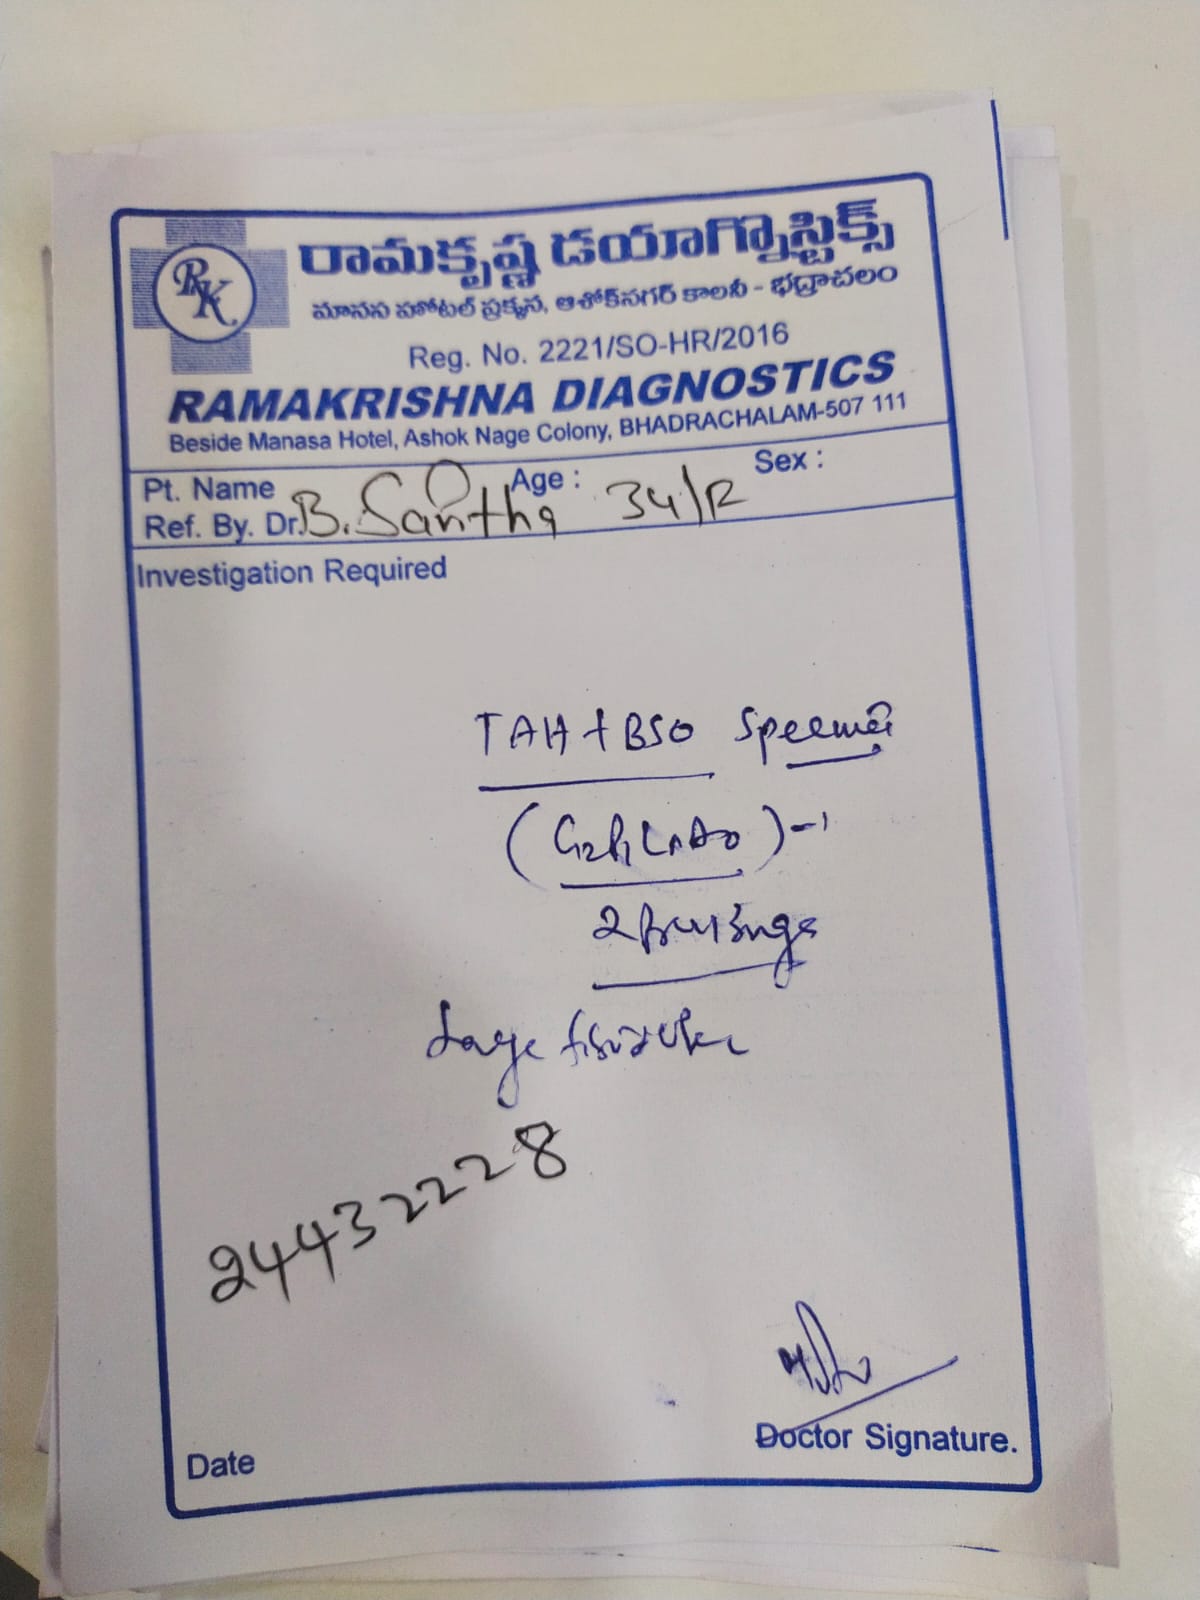 RK
రామకృష్ణ డయాగ్నోస్టిక్స్
మానస హోటల్ ప్రక్కన, అశోక్‌నగర్ కాలనీ - భద్రాచలం
Reg. No. 2221/SO-HR/2016
RAMAKRISHNA DIAGNOSTICS
Beside Manasa Hotel, Ashok Nage Colony, BHADRACHALAM-507 111
Pt. Name Age : Sex :
Ref. By. Dr. B. Santha 34/F
Investigation Required
TAH + BSO Specimen
2
Large
24432228
Doctor Signature.
Date